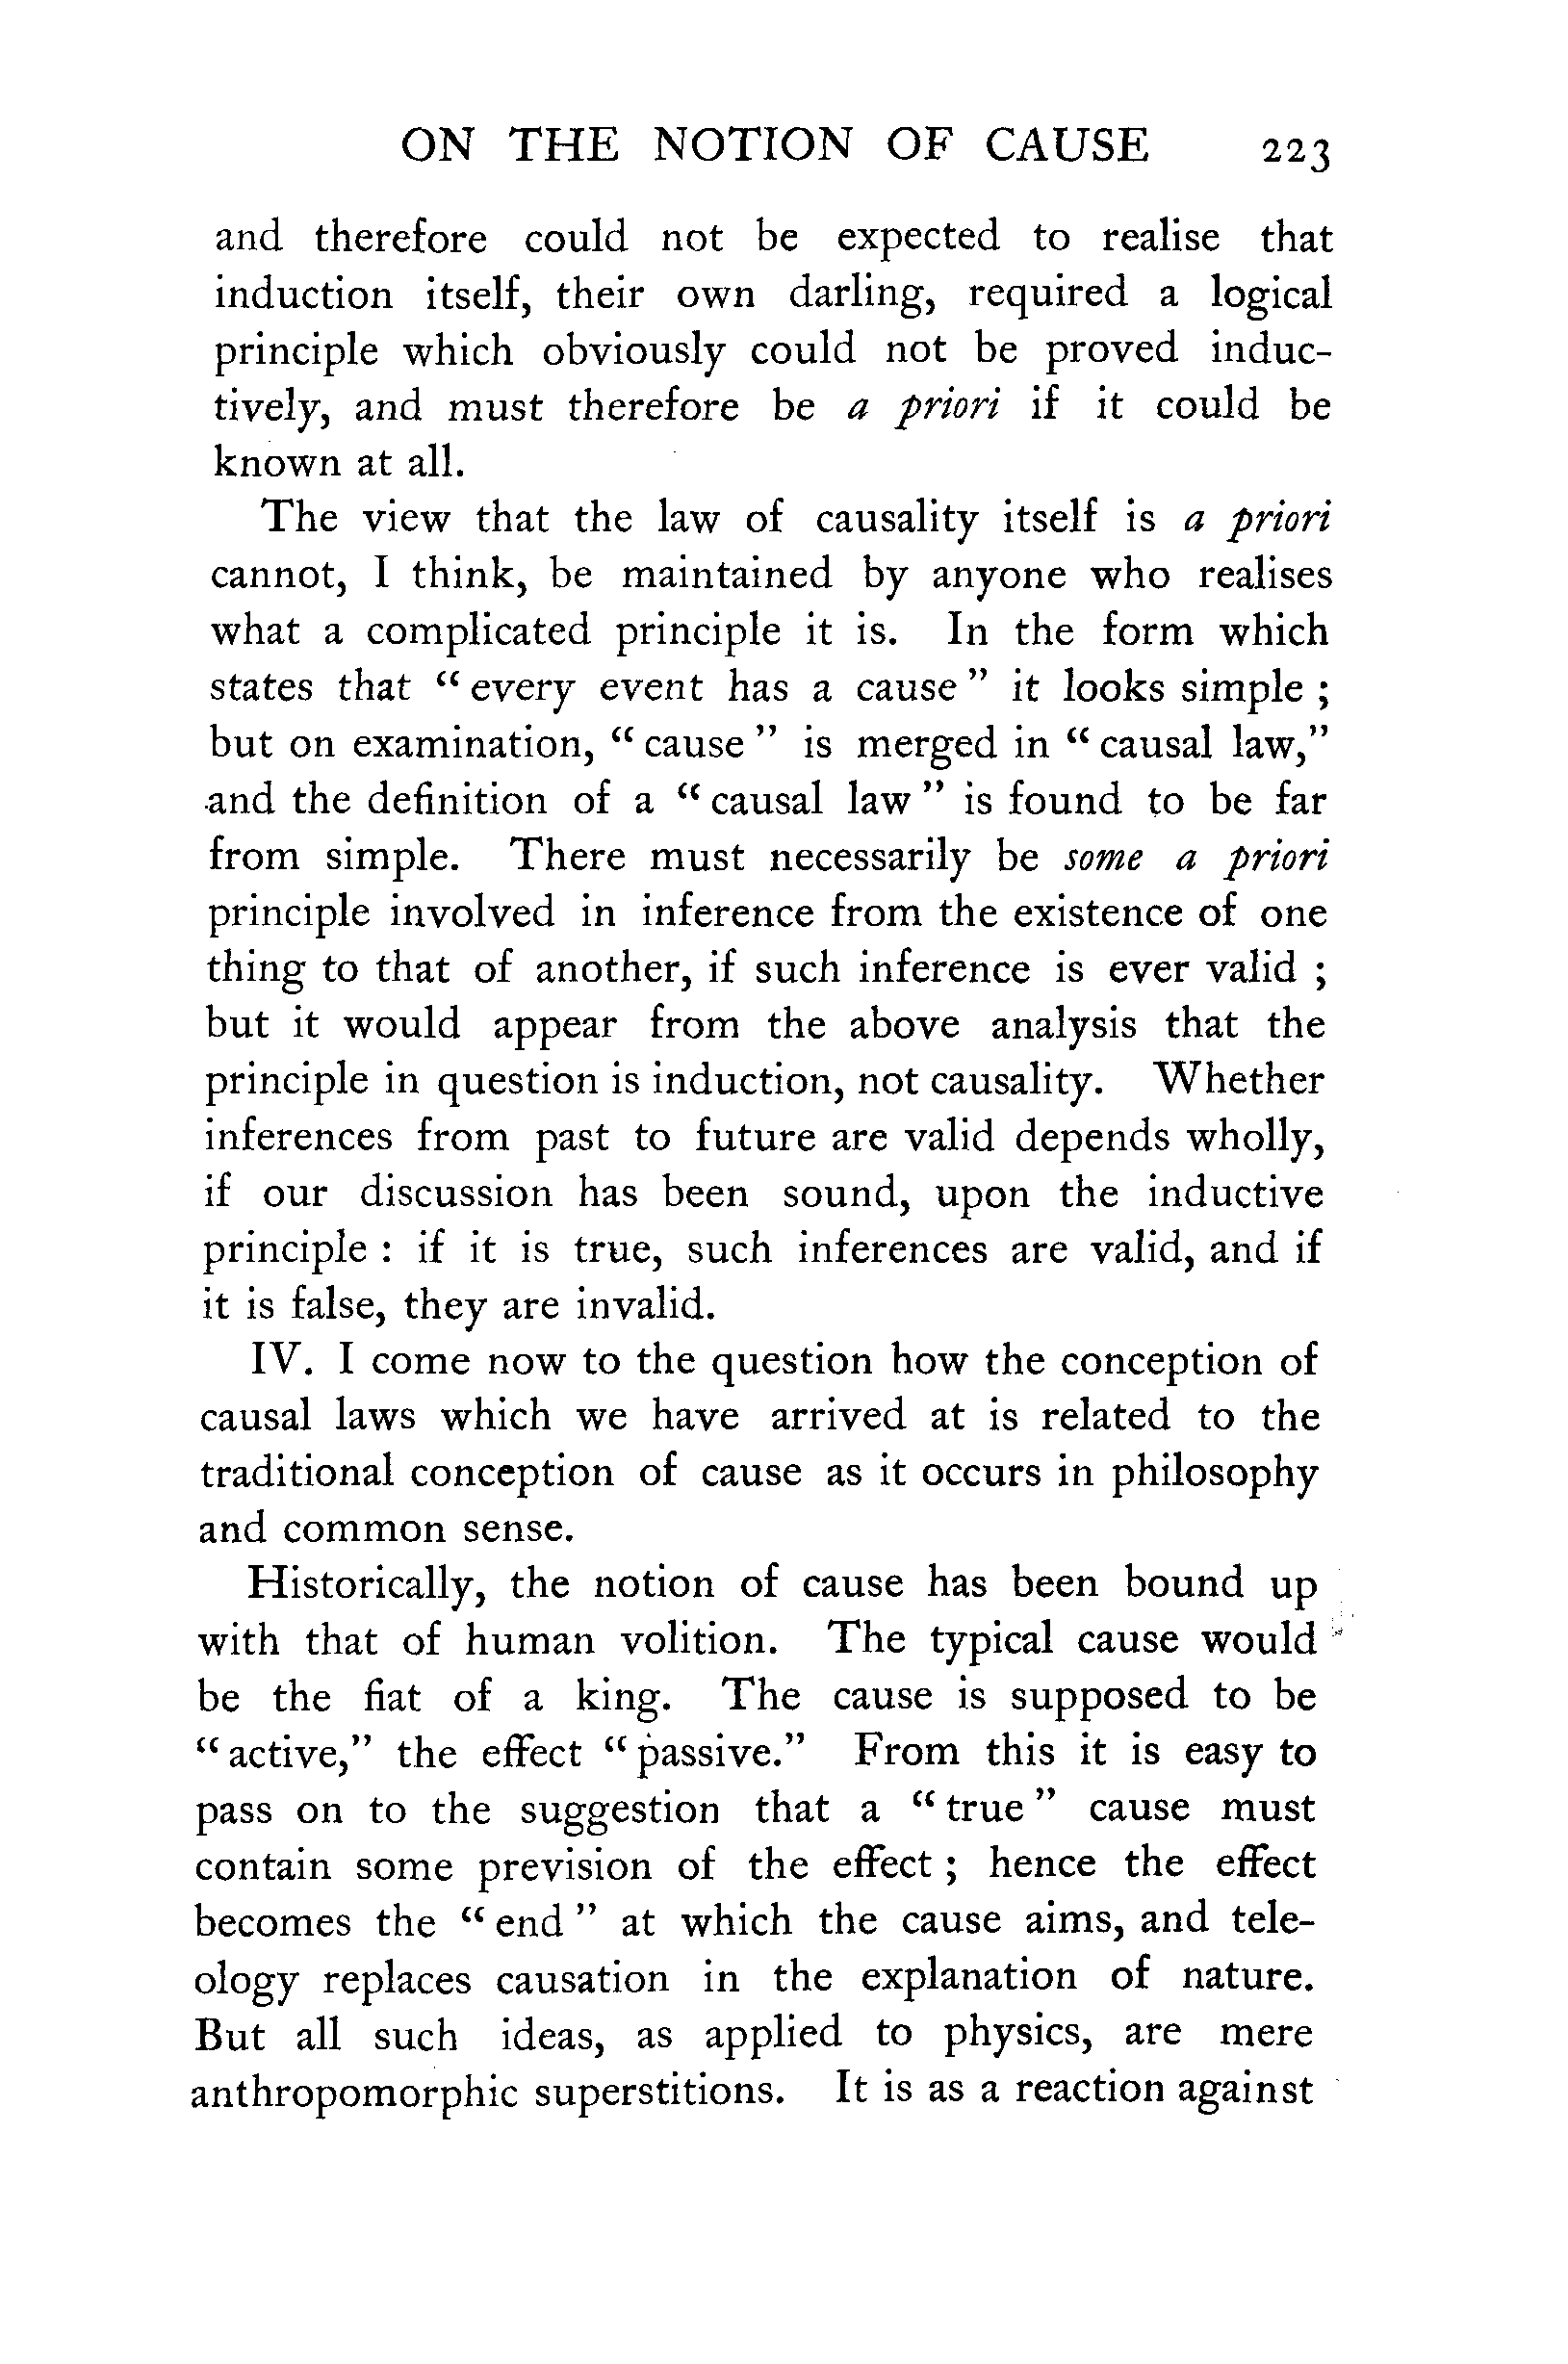 ON THE NOTION OF CAUSE 223
and therefore could not be expected to realise that
induction itself, their own darling, required a logical
principle which obviously could not be proved induc-
tively, and must therefore be a priori if it could be
known at all.
The view that the law of causality itself is a priori
cannot, I think, be maintained by anyone who realises
what a complicated principle it is. In the form which
states that “ every event has a cause ” it looks simple ;
but on examination, “ cause ” is merged in “ causal law,”
and the definition of a “ causal law ” is found to be far
from simple. There must necessarily be some a priori
principle involved in inference from the existence of one
thing to that of another, if such inference is ever valid ;
but it would appear from the above analysis that the
principle in question is induction, not causality. Whether
inferences from past to future are valid depends wholly,
if our discussion has been sound, upon the inductive
principle : if it is true, such inferences are valid, and if
it is false, they are invalid.
IV. I come now to the question how the conception of
causal laws which we have arrived at is related to the
traditional conception of cause as it occurs in philosophy
and common sense.
Historically, the notion of cause has been bound up
with that of human volition. The typical cause would
be the fiat of a king. The cause is supposed to be
“ active,” the effect “ passive.” From this it is easy to
pass on to the suggestion that a “ true ” cause must
contain some prevision of the effect ; hence the effect
becomes the “ end ” at which the cause aims, and tele-
ology replaces causation in the explanation of nature.
But all such ideas, as applied to physics, are mere
anthropomorphic superstitions. It is as a reaction against